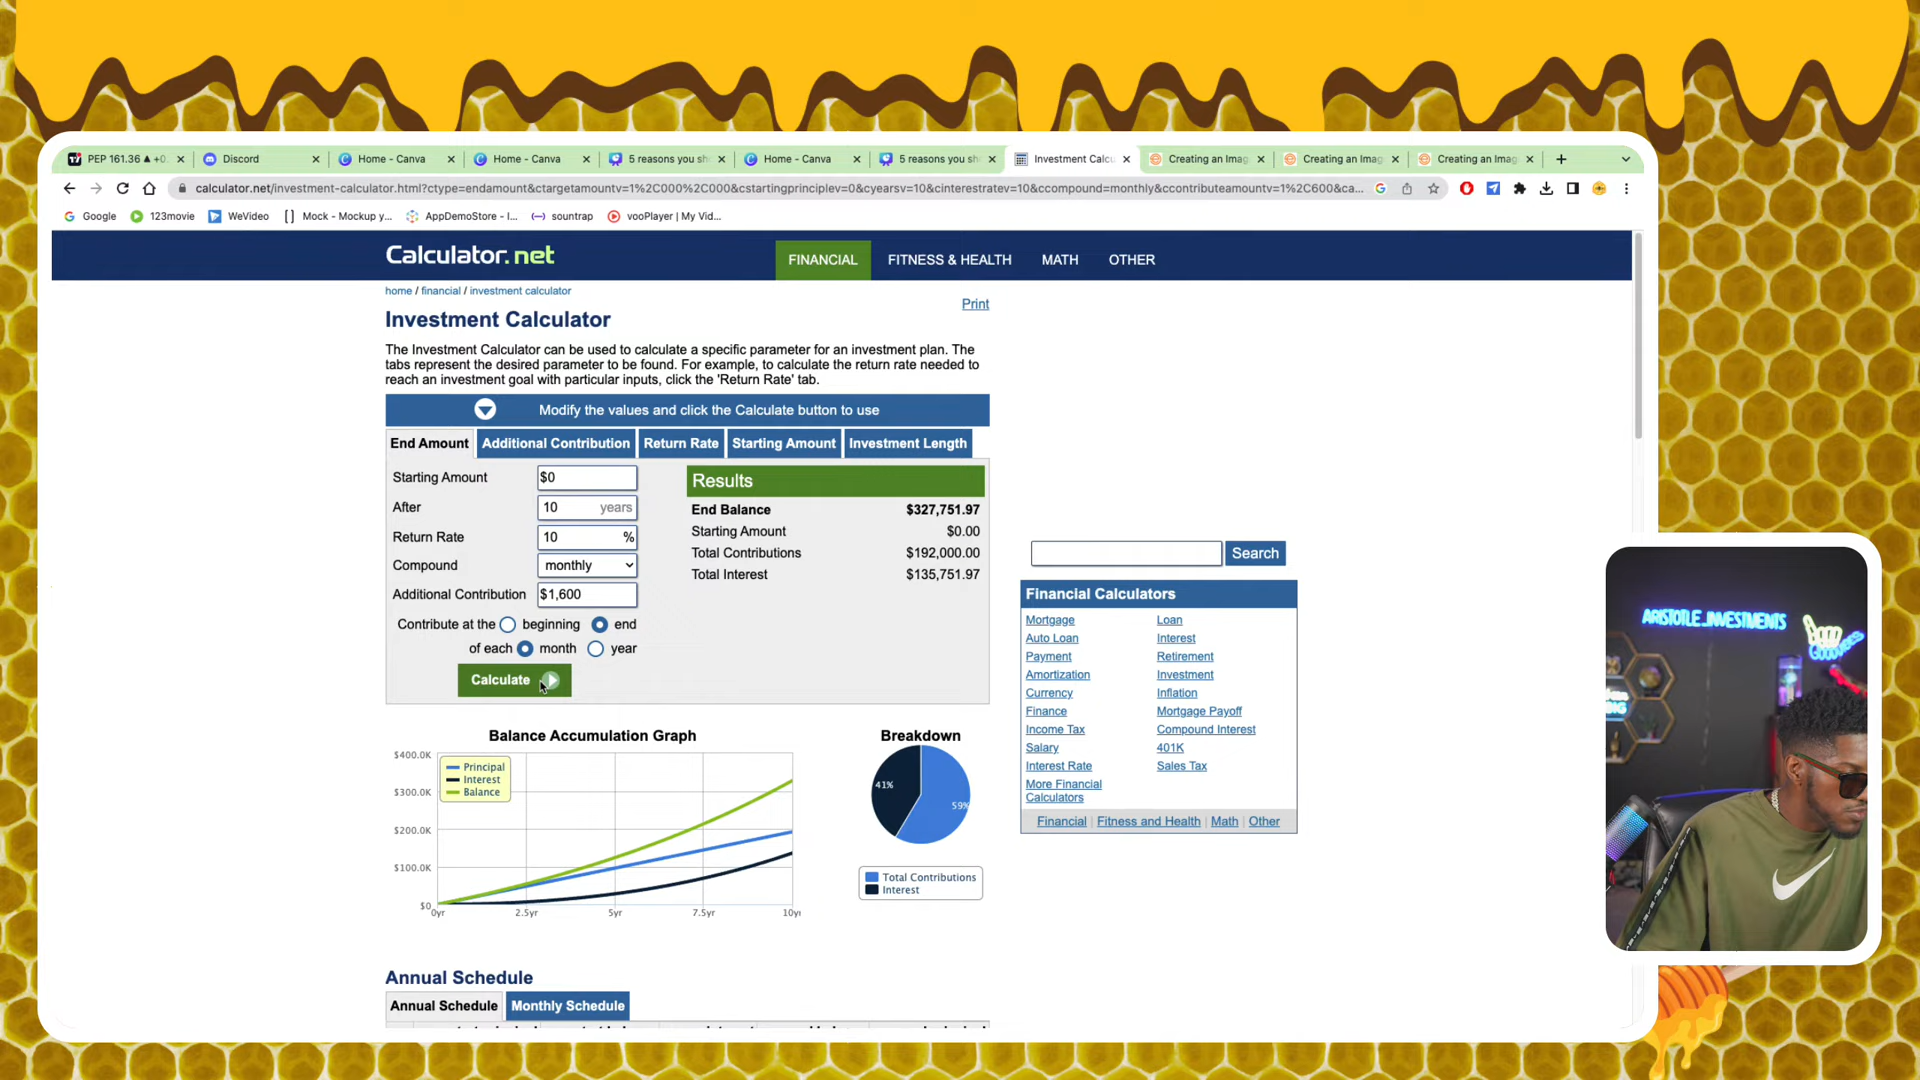 PEP 161.36 ▲ +0.
Discord
Home - Canva
Home - Canva
5 reasons you sh
Home - Canva
5 reasons you sh
Investment Calcu
Creating an Imag
Creating an Imag
Creating an Imag
calculator.net/investment-calculator.html?ctype=endamount&ctargetamountv=1%2C000%2C000&cstartingprinciplev=0&cyearsv=10&cinterestratev=10&ccompound=monthly&ccontributeamountv=1%2C600&ca...
Google
123movie
WeVideo
Mock - Mockup y...
AppDemoStore - I...
sountrap
vooPlayer | My Vid...
Calculator.net
FINANCIAL
FITNESS & HEALTH
MATH
OTHER
home / financial / investment calculator
Print
Investment Calculator
The Investment Calculator can be used to calculate a specific parameter for an investment plan. The
tabs represent the desired parameter to be found. For example, to calculate the return rate needed to
reach an investment goal with particular inputs, click the 'Return Rate' tab.
Modify the values and click the Calculate button to use
End Amount
Additional Contribution
Return Rate
Starting Amount
Investment Length
Starting Amount $0
After 10 years
Return Rate 10 %
Compound monthly
Additional Contribution $1,600
Contribute at the beginning end
of each month year
Calculate
Results
End Balance $327,751.97
Starting Amount $0.00
Total Contributions $192,000.00
Total Interest $135,751.97
Search
Financial Calculators
Mortgage Loan
Auto Loan Interest
Payment Retirement
Amortization Investment
Currency Inflation
Finance Mortgage Payoff
Income Tax Compound Interest
Salary 401K
Interest Rate Sales Tax
More Financial
Calculators
Financial | Fitness and Health | Math | Other
Balance Accumulation Graph
$400.0K
$300.0K
$200.0K
$100.0K
$0
Principal
Interest
Balance
0yr 2.5yr 5yr 7.5yr 10yr
Breakdown
41%
59%
Total Contributions
Interest
Annual Schedule
Annual Schedule
Monthly Schedule
ARISTOTLE_INVESTMENTS
GOODVIBES